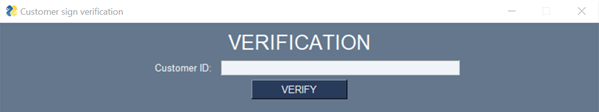 Customer sign verification
VERIFICATION
Customer ID:
VERIFY